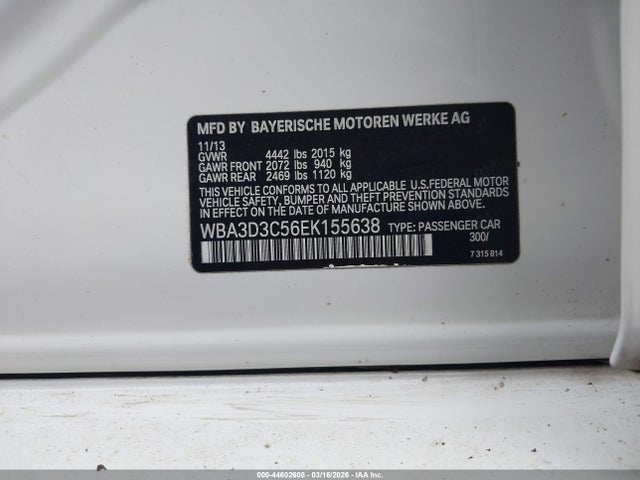 MFD BY BAYERISCHE MOTOREN WERKE AG
11/13
GVWR 4442 lbs 2015 kg
GAWR FRONT 2072 lbs 940 kg
GAWR REAR 2469 lbs 1120 kg
THIS VEHICLE CONFORMS TO ALL APPLICABLE U.S.FEDERAL MOTOR
VEHICLE SAFETY, BUMPER AND THEFT PREVENTION STANDARDS
IN EFFECT ON THE DATE OF MANUFACTURE SHOWN ABOVE.
WBA3D3C56EK155638 TYPE: PASSENGER CAR
300/
7 315 814
000-44602608 - 03/16/2026 - IAA Inc.